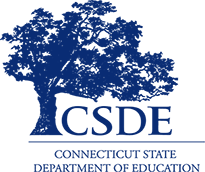 CSDE
CONNECTICUT STATE
DEPARTMENT OF EDUCATION